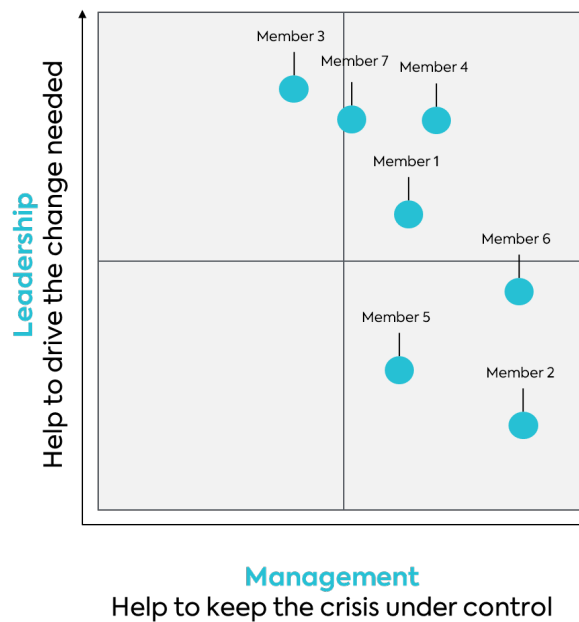 Member 3
Member 7
Member 4
Member 1
Member 6
Member 5
Member 2
Leadership
Help to drive the change needed
Management
Help to keep the crisis under control